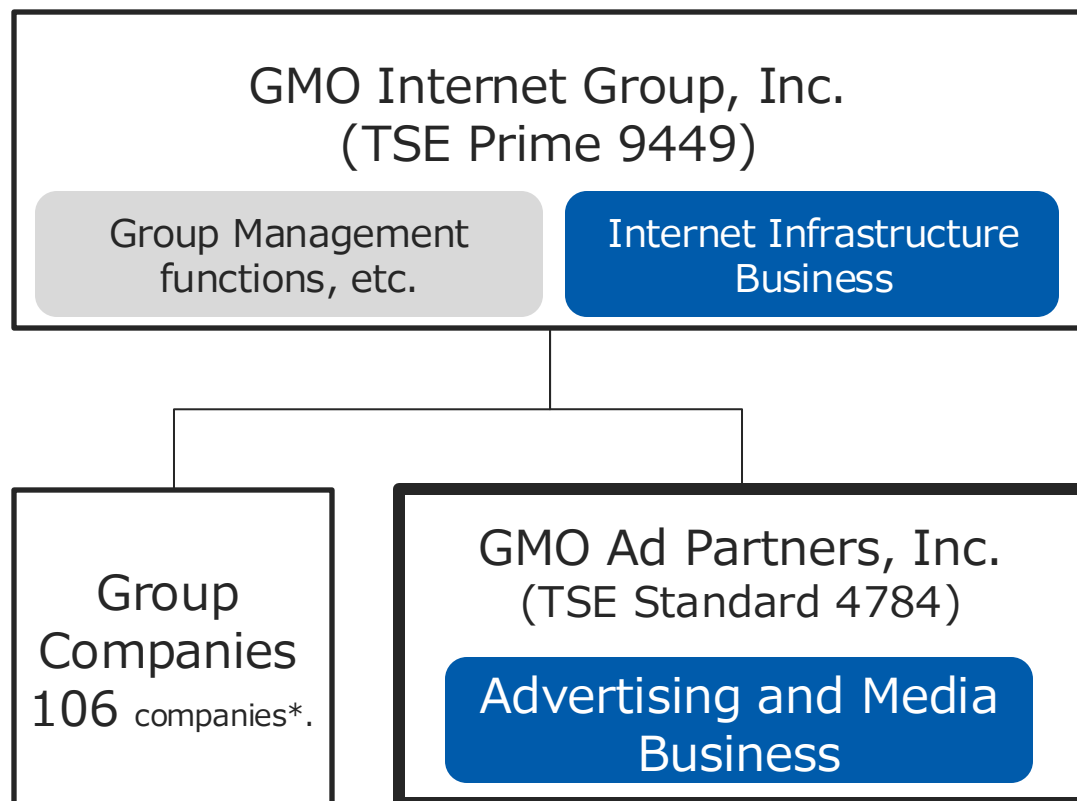 GMO Internet Group, Inc.
(TSE Prime 9449)
Group Management
functions, etc.
Internet Infrastructure
Business
Group
Companies
106 companies*.
GMO Ad Partners, Inc.
(TSE Standard 4784)
Advertising and Media
Business